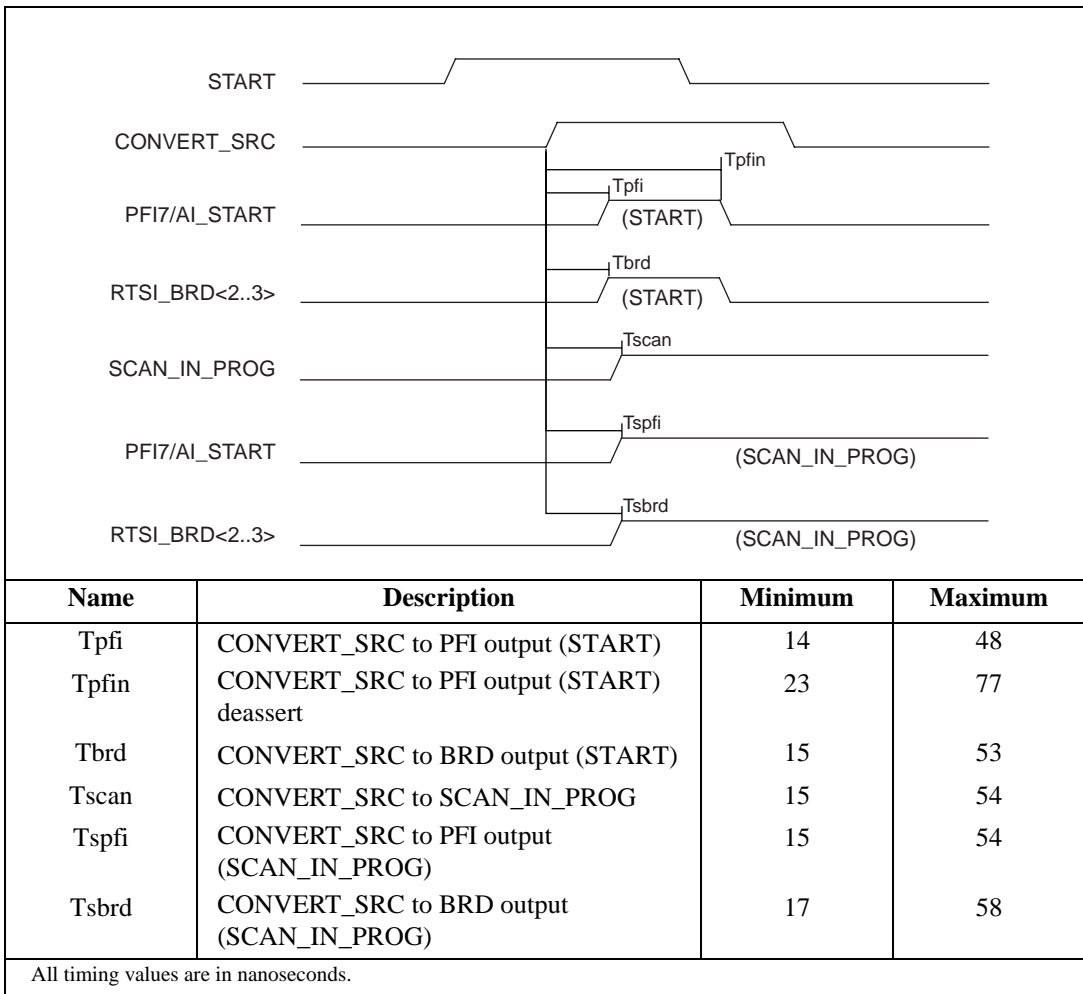 START
CONVERT_SRC
Tpfin
Tpfi
PFI7/AI_START
(START)
Tbrd
RTSI_BRD<2..3>
(START)
Tscan
SCAN_IN_PROG
Tspfi
PFI7/AI_START
(SCAN_IN_PROG)
Tsbrd
RTSI_BRD<2..3>
(SCAN_IN_PROG)
Name Description Minimum Maximum
Tpfi CONVERT_SRC to PFI output (START) 14 48
Tpfin CONVERT_SRC to PFI output (START) 23 77
deassert
Tbrd CONVERT_SRC to BRD output (START) 15 53
Tscan CONVERT_SRC to SCAN_IN_PROG 15 54
Tspfi CONVERT_SRC to PFI output 15 54
(SCAN_IN_PROG)
Tsbrd CONVERT_SRC to BRD output 17 58
(SCAN_IN_PROG)
All timing values are in nanoseconds.